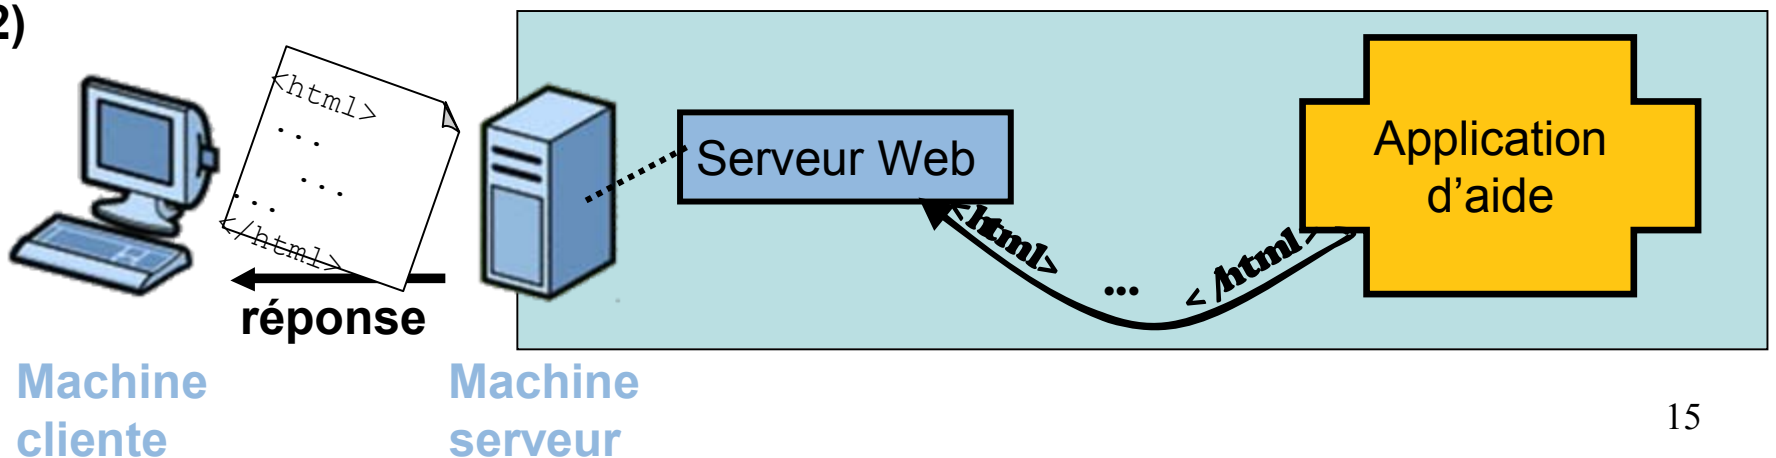 2)
<html>
...
...
...
</html>
réponse
Machine
cliente
Machine
serveur
Serveur Web
<html>
...
</html>
Application
d’aide
15